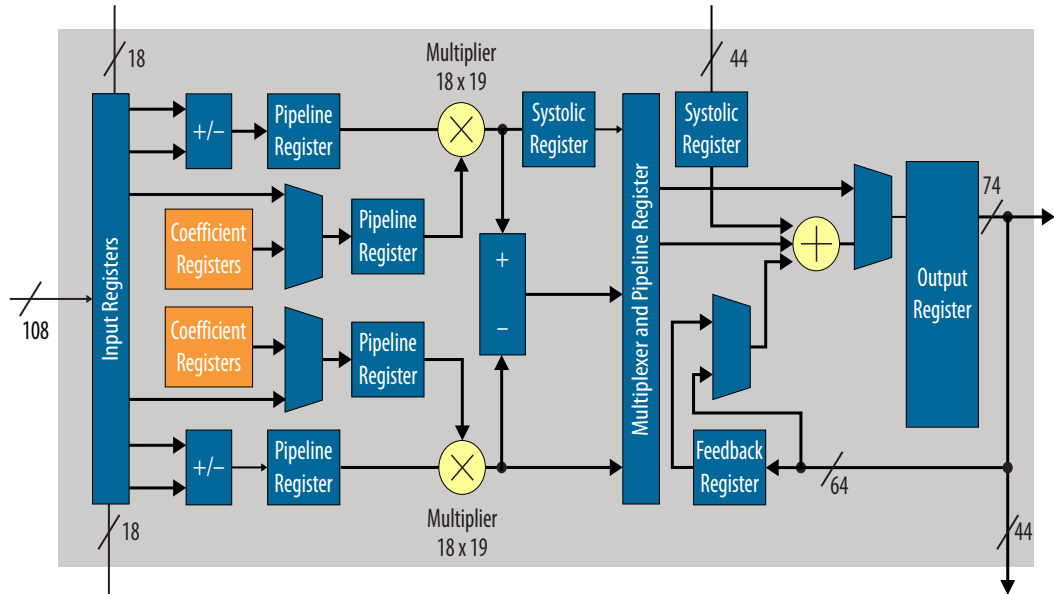 18
44
Multiplier
18 x 19
+/–
Pipeline
Register
Systolic
Register
Systolic
Register
74
Coefficient
Registers
Pipeline
Register
Input Registers
+
–
Multiplexer and Pipeline Register
Output
Register
108
Coefficient
Registers
Pipeline
Register
+/–
Pipeline
Register
Feedback
Register
64
Multiplier
18 x 19
18
44